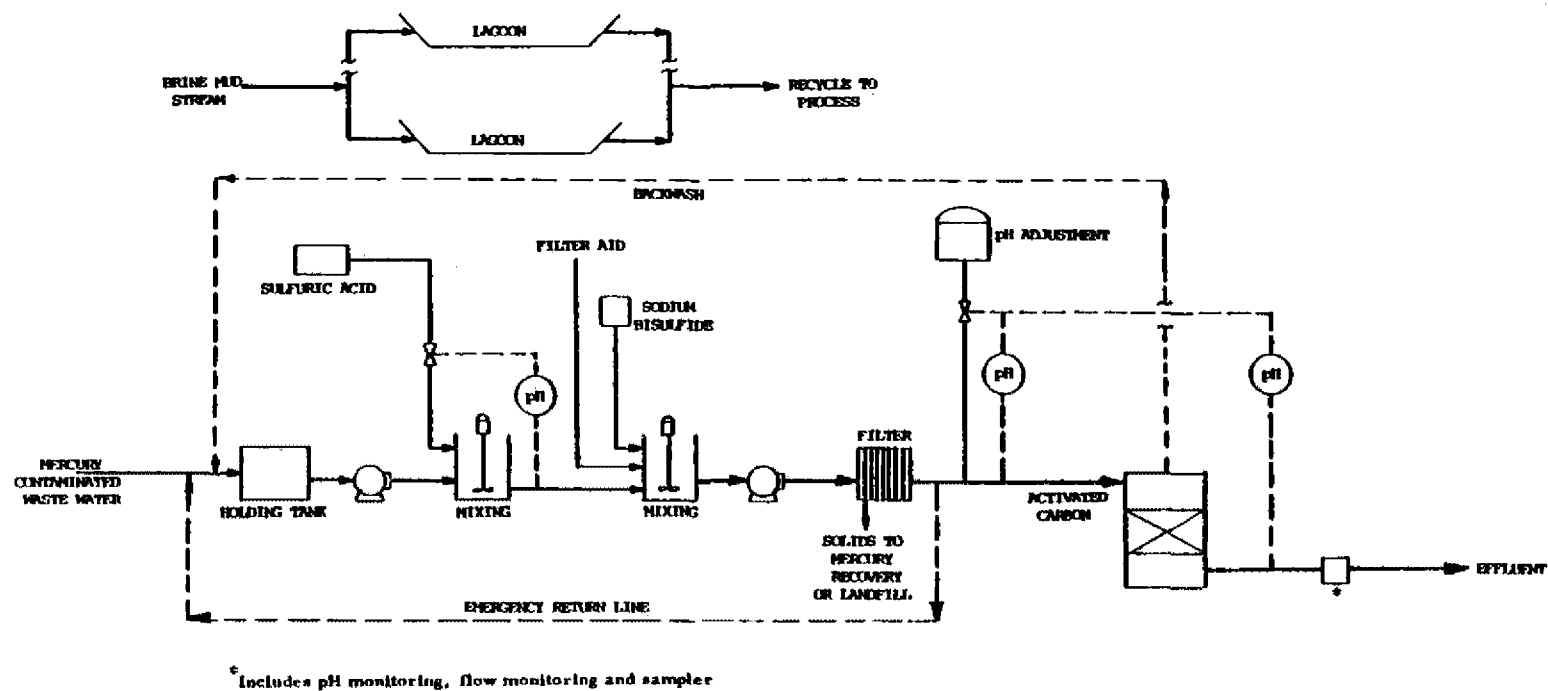 LAGOON
BRINE MUD
STREAM
RECYCLE TO
PROCESS
LAGOON
BACKWASH
pH ADJUSTMENT
FILTER AID
SULFURIC ACID
SODIUM
BISULFIDE
pH
pH
pH
FILTER
MERCURY
CONTAMINATED
WASTE WATER
HOLDING TANK
MIXING
MIXING
ACTIVATED
CARBON
SOLIDS TO
MERCURY
RECOVERY
OR LANDFILL
EFFLUENT
*
EMERGENCY RETURN LINE
*Includes pH monitoring, flow monitoring and sampler